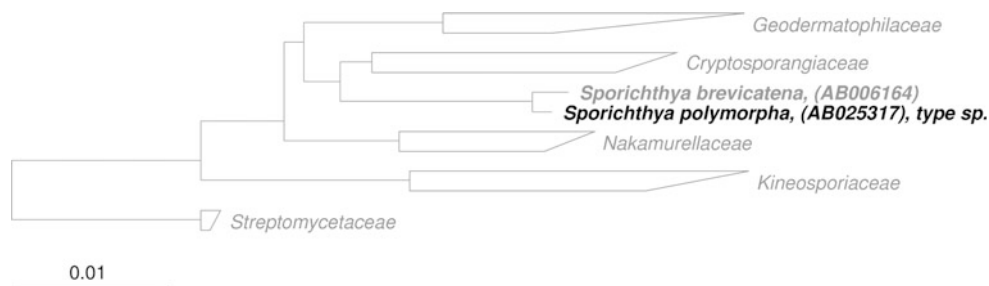 Geodermatophilaceae
Cryptosporangiaceae
Sporichthya brevicatena, (AB006164)
Sporichthya polymorpha, (AB025317), type sp.
Nakamurellaceae
Kineosporiaceae
Streptomycetaceae
0.01